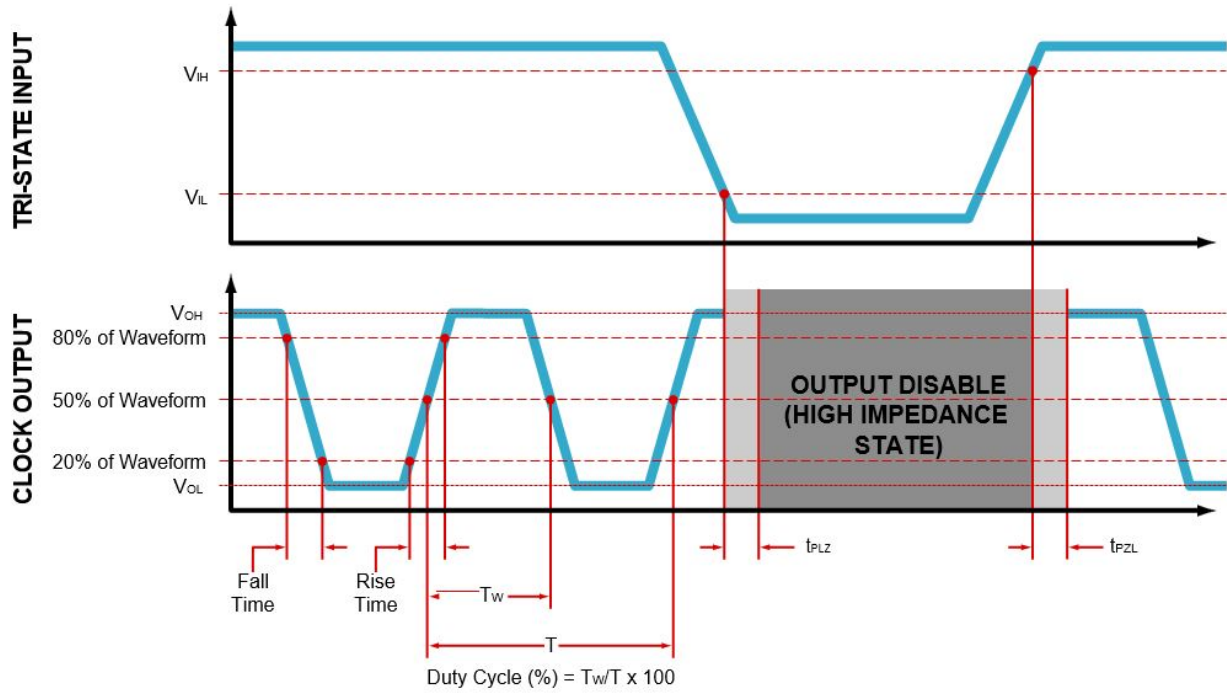 TRI-STATE INPUT
VIH
VIL
CLOCK OUTPUT
VOH
80% of Waveform
50% of Waveform
20% of Waveform
VOL
OUTPUT DISABLE
(HIGH IMPEDANCE
STATE)
tPLZ
tPZL
Fall
Time
Rise
Time
TW
T
Duty Cycle (%) = TW/T x 100